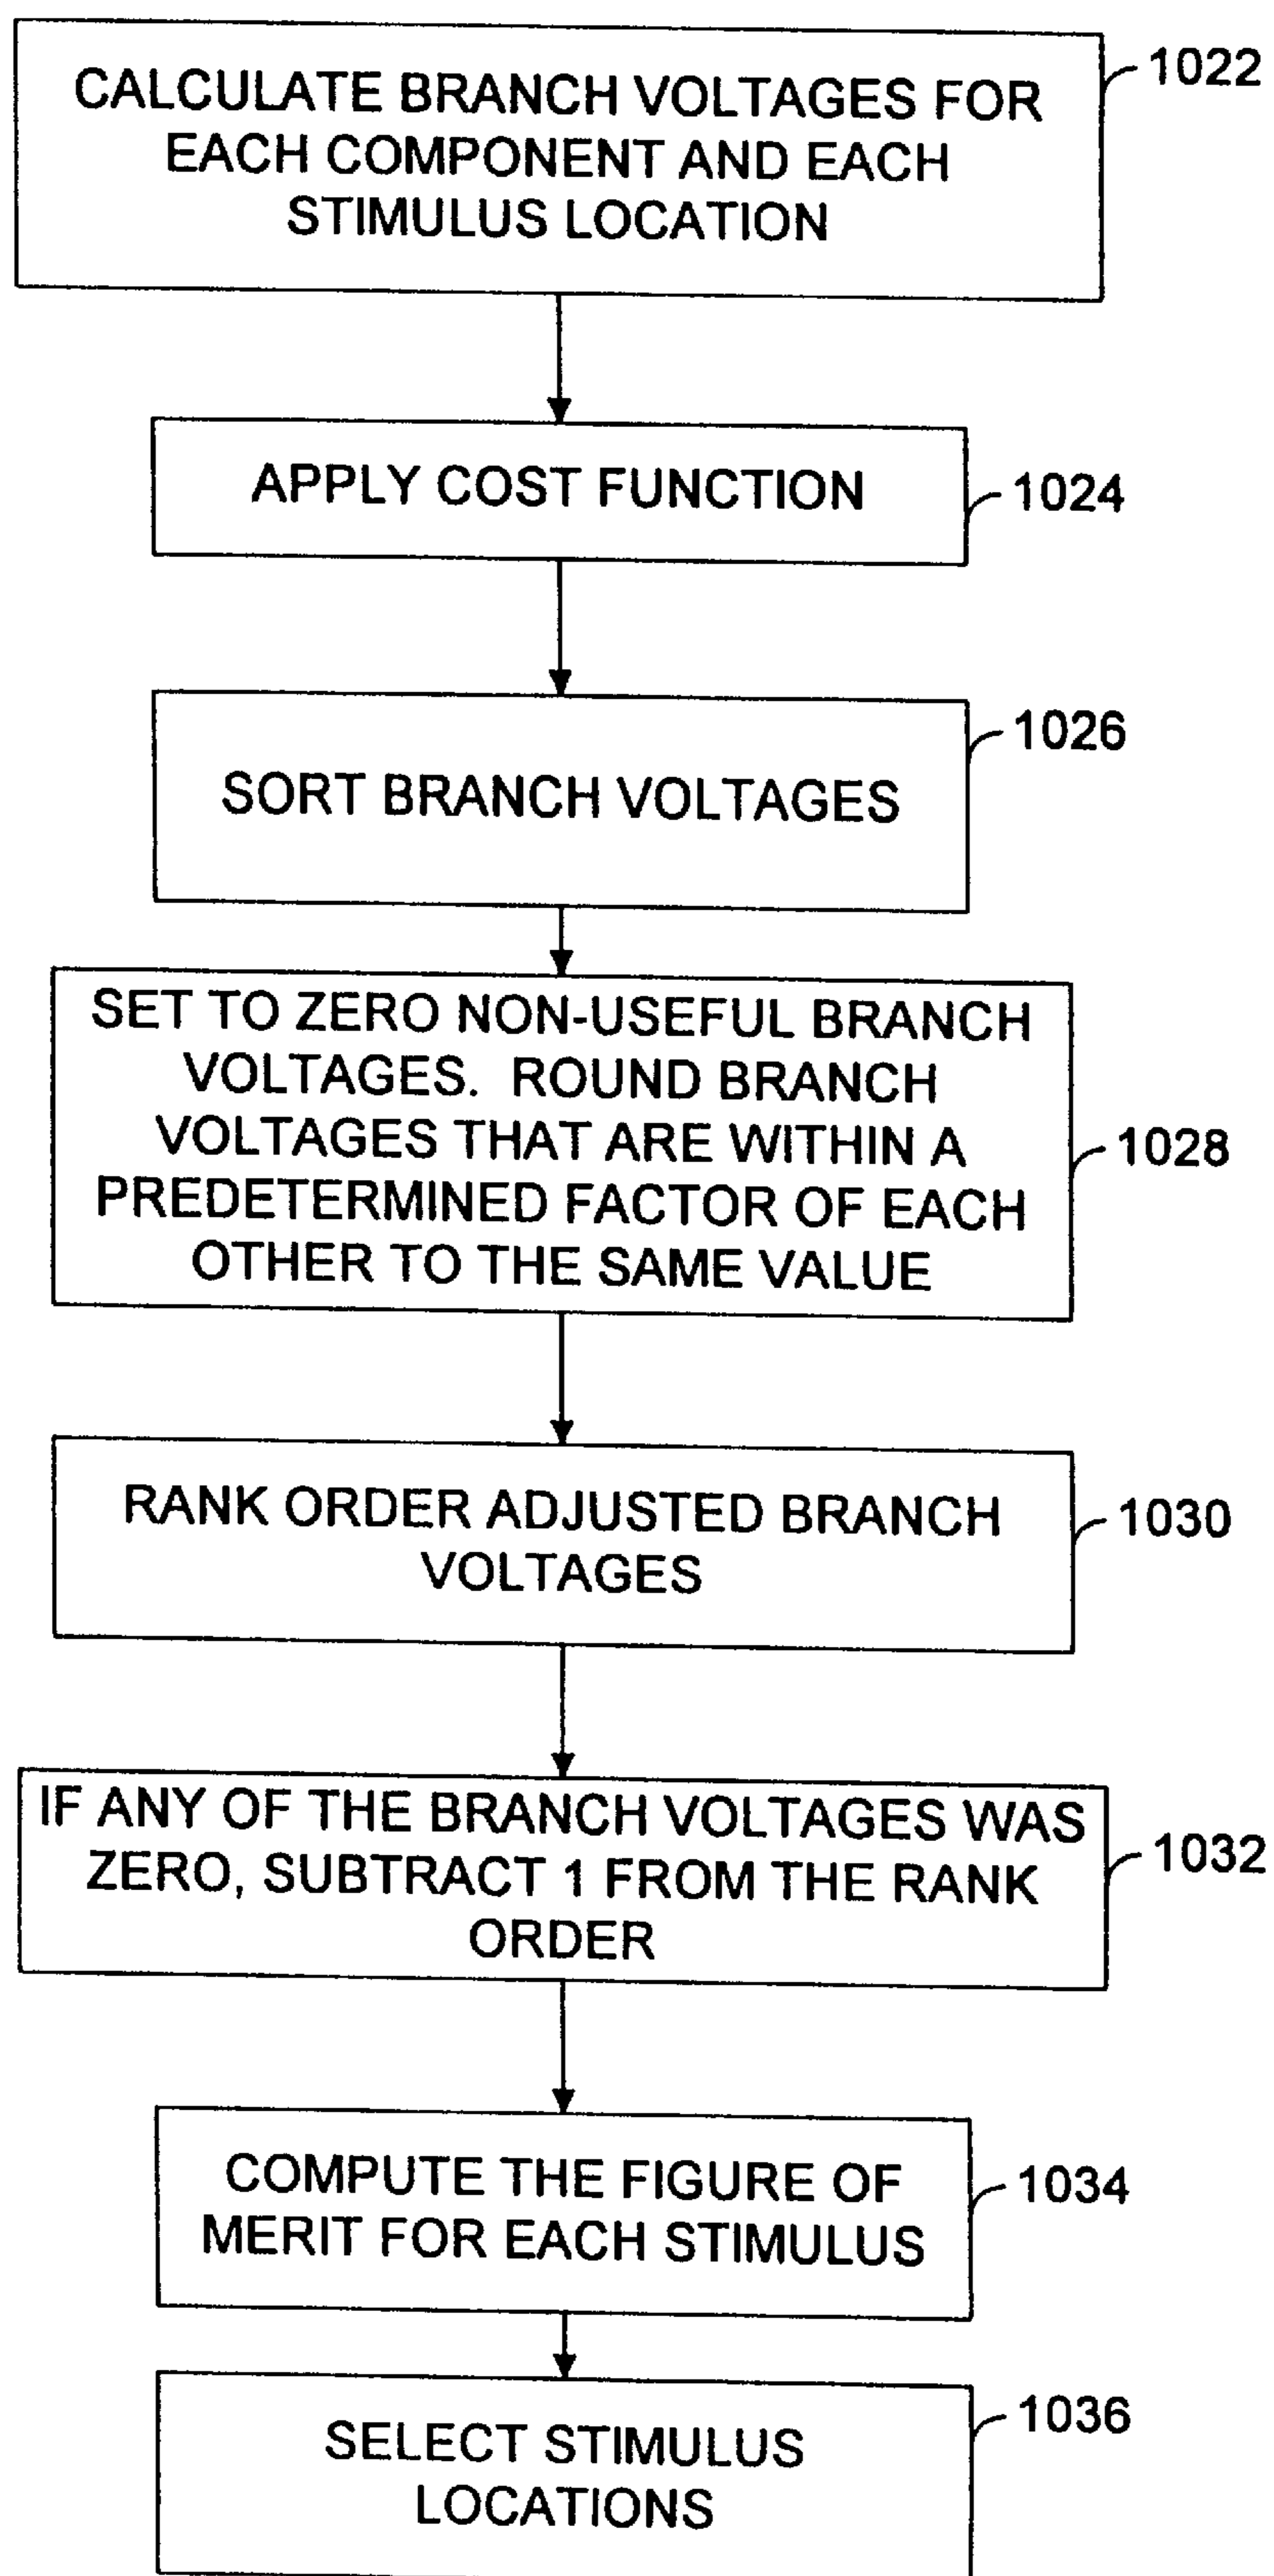 CALCULATE BRANCH VOLTAGES FOR
EACH COMPONENT AND EACH
STIMULUS LOCATION
1022
APPLY COST FUNCTION
1024
SORT BRANCH VOLTAGES
1026
SET TO ZERO NON-USEFUL BRANCH
VOLTAGES. ROUND BRANCH
VOLTAGES THAT ARE WITHIN A
PREDETERMINED FACTOR OF EACH
OTHER TO THE SAME VALUE
1028
RANK ORDER ADJUSTED BRANCH
VOLTAGES
1030
IF ANY OF THE BRANCH VOLTAGES WAS
ZERO, SUBTRACT 1 FROM THE RANK
ORDER
1032
COMPUTE THE FIGURE OF
MERIT FOR EACH STIMULUS
1034
SELECT STIMULUS
LOCATIONS
1036